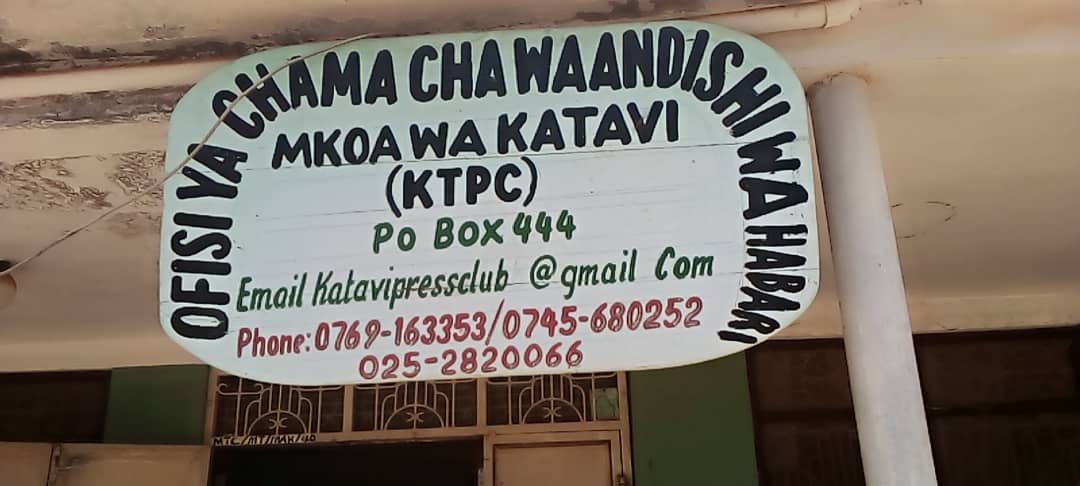 OFISI YA CHAMA CHA WAANDISHI WA HABARI
MKOA WA KATAVI
(KTPC)
Po Box 444
Email Katavipressclub @gmail Com
Phone: 0769-163353/0745-680252
025-2820066